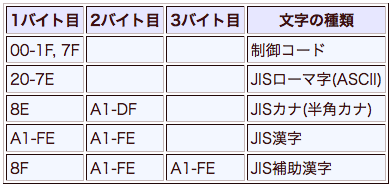 1バイト目 2バイト目 3バイト目 文字の種類
00-1F, 7F 制御コード
20-7E JISローマ字(ASCII)
8E A1-DF JISカナ(半角カナ)
A1-FE A1-FE JIS漢字
8F A1-FE A1-FE JIS補助漢字